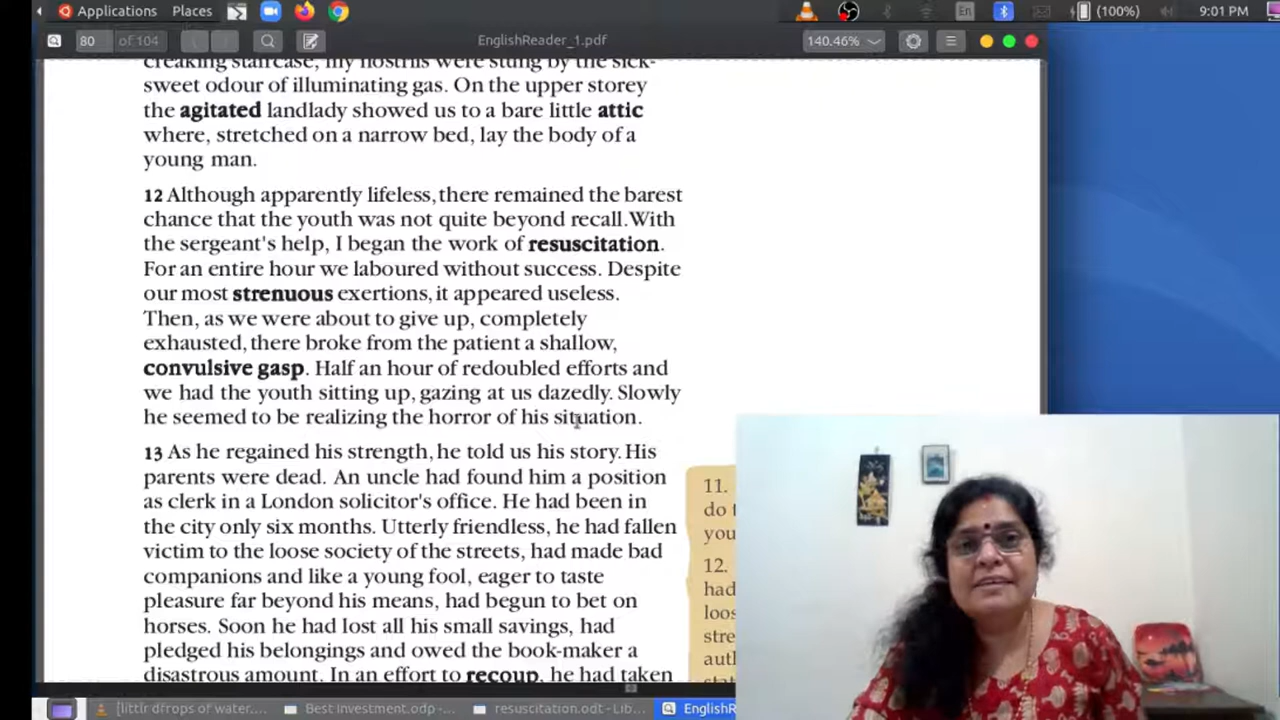 Applications Places En (100%) 9:01 PM
80 of 104 EnglishReader_1.pdf 140.46%
creaking staircase, my nostrils were stung by the sick-
sweet odour of illuminating gas. On the upper storey
the agitated landlady showed us to a bare little attic
where, stretched on a narrow bed, lay the body of a
young man.
12 Although apparently lifeless, there remained the barest
chance that the youth was not quite beyond recall. With
the sergeant's help, I began the work of resuscitation.
For an entire hour we laboured without success. Despite
our most strenuous exertions, it appeared useless.
Then, as we were about to give up, completely
exhausted, there broke from the patient a shallow,
convulsive gasp. Half an hour of redoubled efforts and
we had the youth sitting up, gazing at us dazedly. Slowly
he seemed to be realizing the horror of his situation.
13 As he regained his strength, he told us his story. His
parents were dead. An uncle had found him a position
as clerk in a London solicitor's office. He had been in
the city only six months. Utterly friendless, he had fallen
victim to the loose society of the streets, had made bad
companions and like a young fool, eager to taste
pleasure far beyond his means, had begun to bet on
horses. Soon he had lost all his small savings, had
pledged his belongings and owed the book-maker a
disastrous amount. In an effort to recoup, he had taken
11.
do
you
12.
had
loos
stre
auth
[littlr dfrops of water.... Best Investment.odp -... resuscitation.odt - Lib... EnglishR